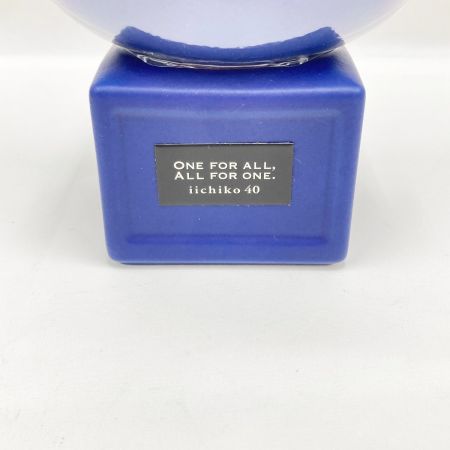 ONE FOR ALL,
ALL FOR ONE.
iichiko 40